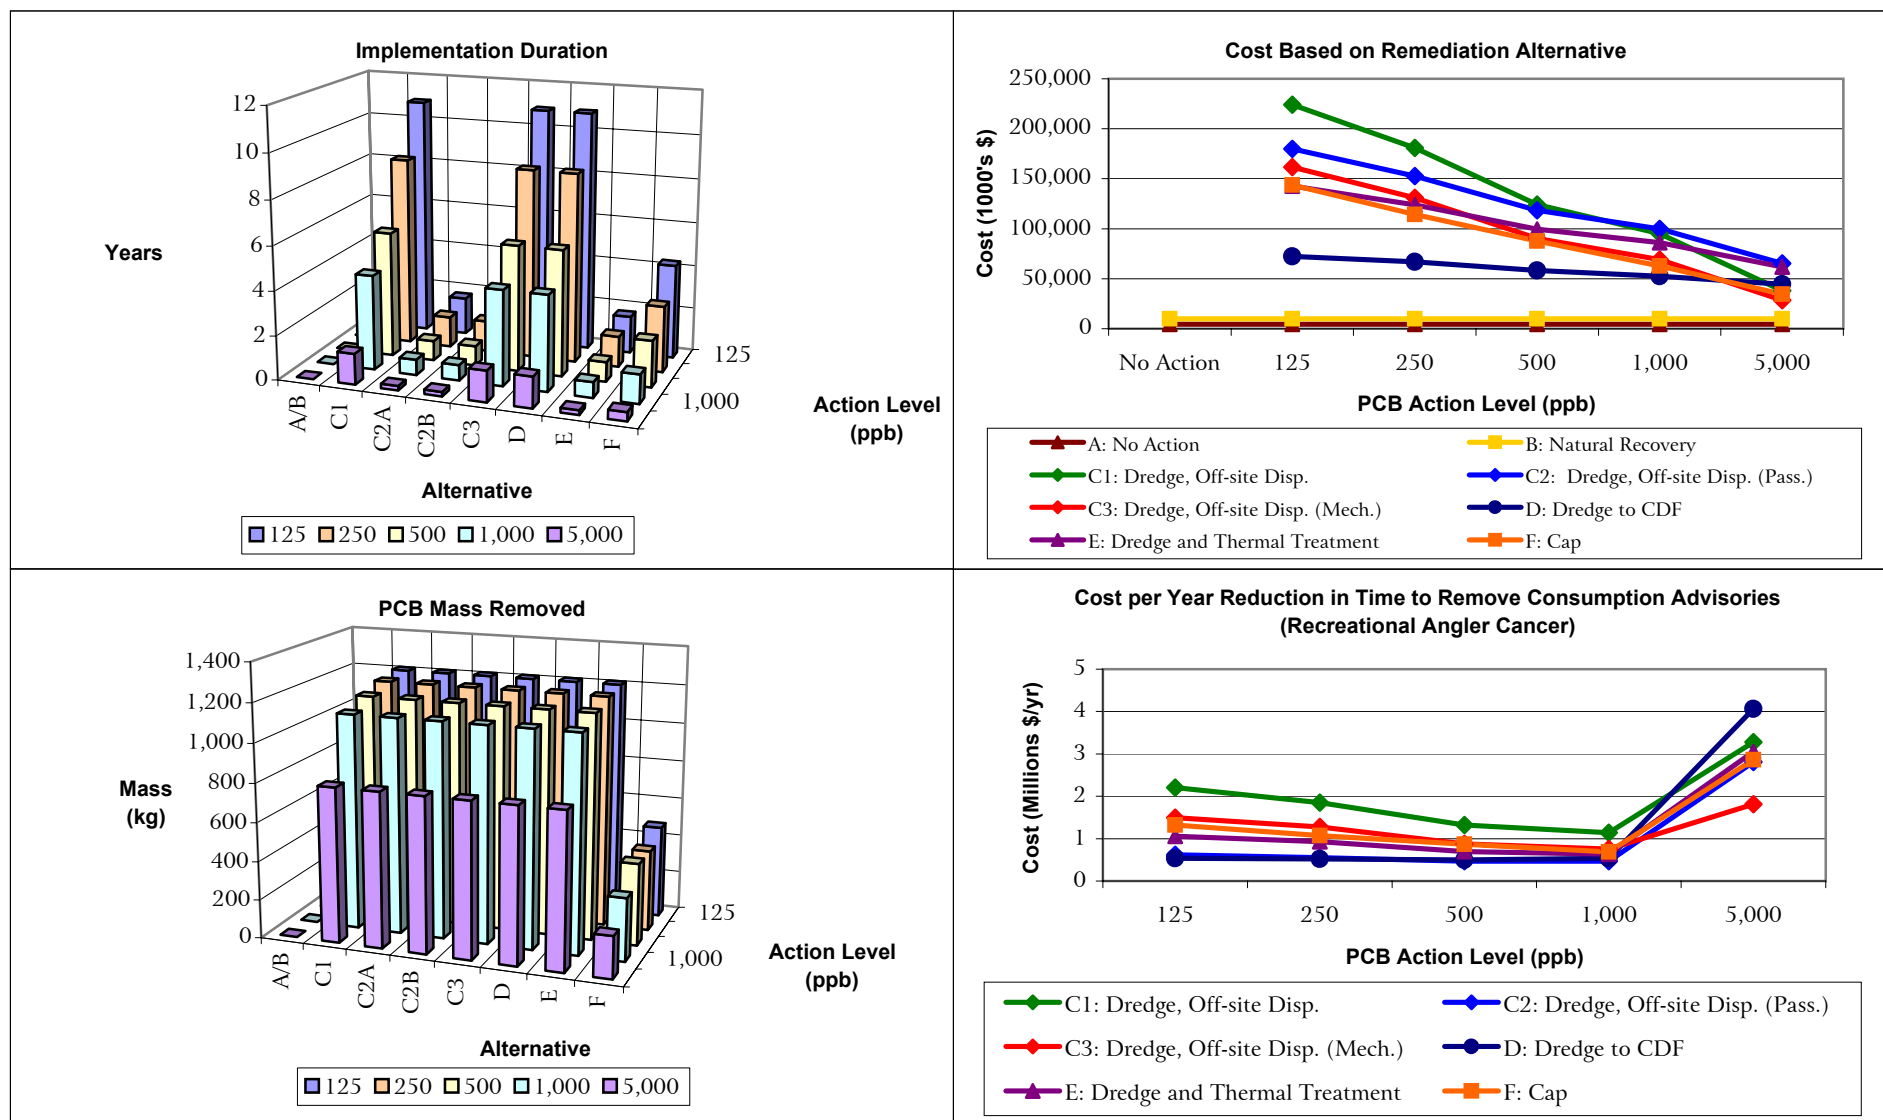 Implementation Duration
12
10
8
6
4
2
0
Years
A/B
C1
C2A
C2B
C3
D
E
F
125
1,000
Action Level
(ppb)
Alternative
125 250 500 1,000 5,000
Cost Based on Remediation Alternative
250,000
200,000
150,000
100,000
50,000
0
Cost (1000's $)
No Action 125 250 500 1,000 5,000
PCB Action Level (ppb)
A: No Action B: Natural Recovery
C1: Dredge, Off-site Disp. C2: Dredge, Off-site Disp. (Pass.)
C3: Dredge, Off-site Disp. (Mech.) D: Dredge to CDF
E: Dredge and Thermal Treatment F: Cap
PCB Mass Removed
1,400
1,200
1,000
800
600
400
200
0
Mass
(kg)
A/B
C1
C2A
C2B
C3
D
E
F
125
1,000
Action Level
(ppb)
Alternative
125 250 500 1,000 5,000
Cost per Year Reduction in Time to Remove Consumption Advisories
(Recreational Angler Cancer)
5
4
3
2
1
0
Cost (Millions $/yr)
125 250 500 1,000 5,000
PCB Action Level (ppb)
C1: Dredge, Off-site Disp. C2: Dredge, Off-site Disp. (Pass.)
C3: Dredge, Off-site Disp. (Mech.) D: Dredge to CDF
E: Dredge and Thermal Treatment F: Cap